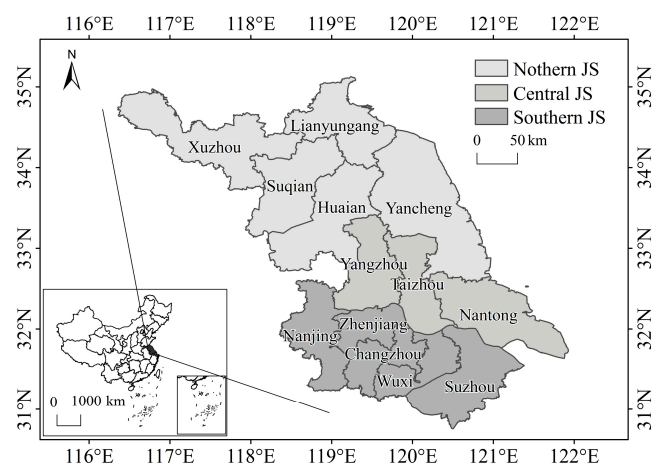 116°E 117°E 118°E 119°E 120°E 121°E 122°E
N
Nothern JS
Central JS
Southern JS
0 50 km
35°N
34°N
33°N
32°N
31°N
35°N
34°N
33°N
32°N
31°N
Lianyungang
Xuzhou
Suqian
Huaian
Yancheng
Yangzhou
Taizhou
Nantong
Zhenjiang
Nanjing
Changzhou
Wuxi
Suzhou
0 1000 km
116°E 117°E 118°E 119°E 120°E 121°E 122°E